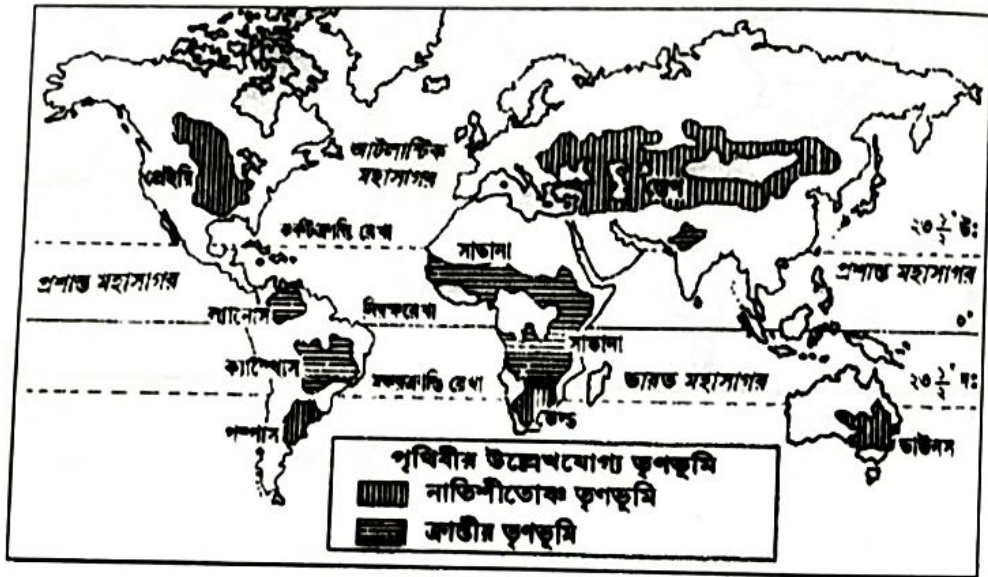 আটলাণ্টিক
মহাসাগর
প্রেইরি
স্তেপ
কর্কটক্রান্তি রেখা
সাভানা
২৩ ১/২° উঃ
প্রশান্ত মহাসাগর
প্রশান্ত মহাসাগর
ল্যানোস
নিরক্ষরেখা
০°
সাভানা
ক্যাম্পোস
মকরক্রান্তি রেখা
ভারত মহাসাগর
২৩ ১/২° দঃ
পম্পাস
ভেল্ড
ডাউনস
পৃথিবীর উল্লেখযোগ্য তৃণভূমি
নাতিশীতোষ্ণ তৃণভূমি
ক্রান্তীয় তৃণভূমি